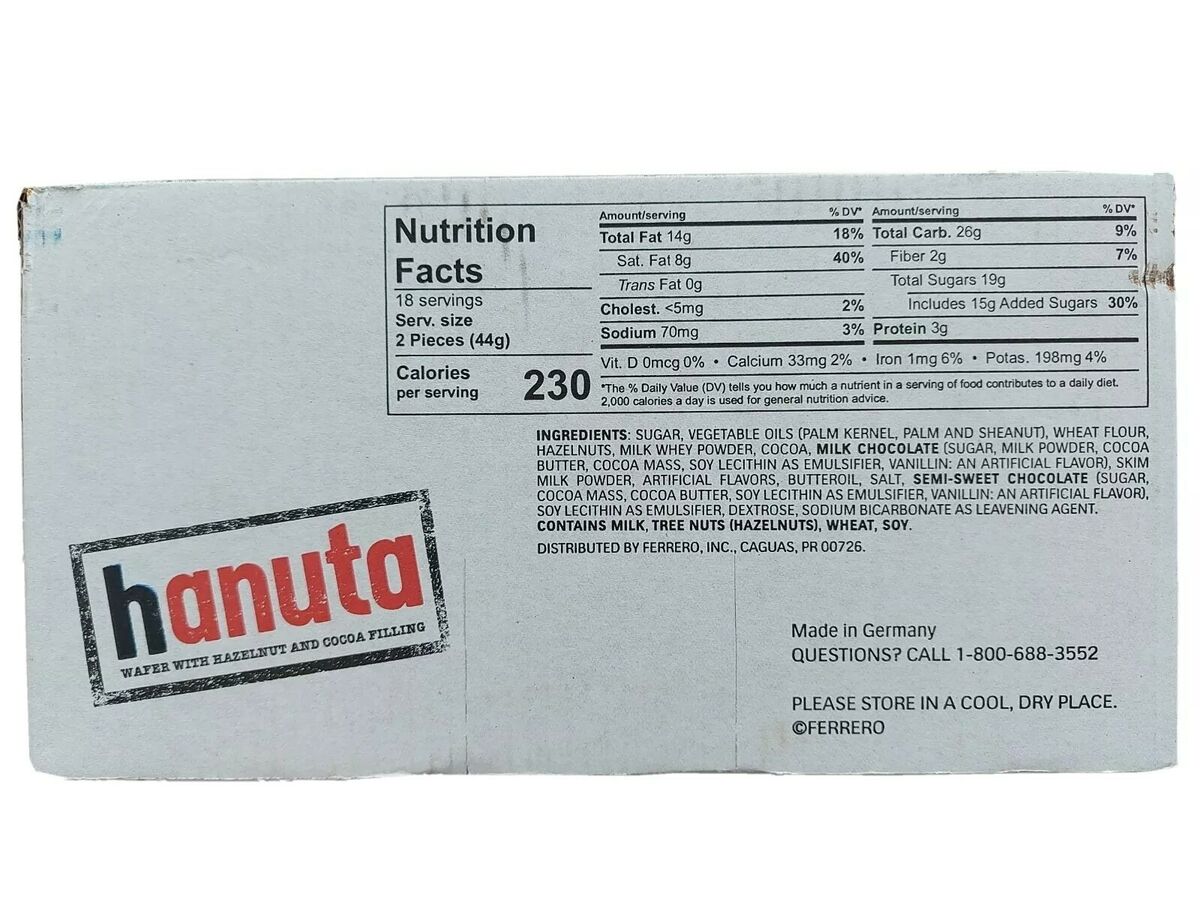 Nutrition
Facts
18 servings
Serv. size
2 Pieces (44g)
Calories
per serving 230
Amount/serving % DV*
Total Fat 14g 18%
Sat. Fat 8g 40%
Trans Fat 0g
Cholest. <5mg 2%
Sodium 70mg 3%
Amount/serving % DV*
Total Carb. 26g 9%
Fiber 2g 7%
Total Sugars 19g
Includes 15g Added Sugars 30%
Protein 3g
Vit. D 0mcg 0% • Calcium 33mg 2% • Iron 1mg 6% • Potas. 198mg 4%
*The % Daily Value (DV) tells you how much a nutrient in a serving of food contributes to a daily diet.
2,000 calories a day is used for general nutrition advice.
INGREDIENTS: SUGAR, VEGETABLE OILS (PALM KERNEL, PALM AND SHEANUT), WHEAT FLOUR,
HAZELNUTS, MILK WHEY POWDER, COCOA, MILK CHOCOLATE (SUGAR, MILK POWDER, COCOA
BUTTER, COCOA MASS, SOY LECITHIN AS EMULSIFIER, VANILLIN: AN ARTIFICIAL FLAVOR), SKIM
MILK POWDER, ARTIFICIAL FLAVORS, BUTTEROIL, SALT, SEMI-SWEET CHOCOLATE (SUGAR,
COCOA MASS, COCOA BUTTER, SOY LECITHIN AS EMULSIFIER, VANILLIN: AN ARTIFICIAL FLAVOR),
SOY LECITHIN AS EMULSIFIER, DEXTROSE, SODIUM BICARBONATE AS LEAVENING AGENT.
CONTAINS MILK, TREE NUTS (HAZELNUTS), WHEAT, SOY.
DISTRIBUTED BY FERRERO, INC., CAGUAS, PR 00726.
hanuta
WAFER WITH HAZELNUT AND COCOA FILLING
Made in Germany
QUESTIONS? CALL 1-800-688-3552
PLEASE STORE IN A COOL, DRY PLACE.
©FERRERO